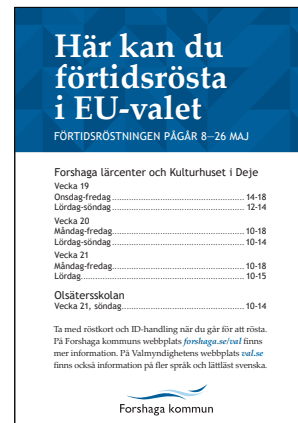 Här kan du
förtidsrösta
i EU-valet
FÖRTIDSRÖSTNINGEN PÅGÅR 8–26 MAJ
Forshaga lärcenter och Kulturhuset i Deje
Vecka 19
Onsdag-fredag 14-18
Lördag-söndag 12-14
Vecka 20
Måndag-fredag 10-18
Lördag-söndag 10-14
Vecka 21
Måndag-fredag 10-18
Lördag 10-15
Olsätersskolan
Vecka 21, söndag 10-14
Ta med röstkort och ID-handling när du går för att rösta.
På Forshaga kommuns webbplats forshaga.se/val finns
mer information. På Valmyndighetens webbplats val.se
finns också information på fler språk och lättläst svenska.
Forshaga kommun